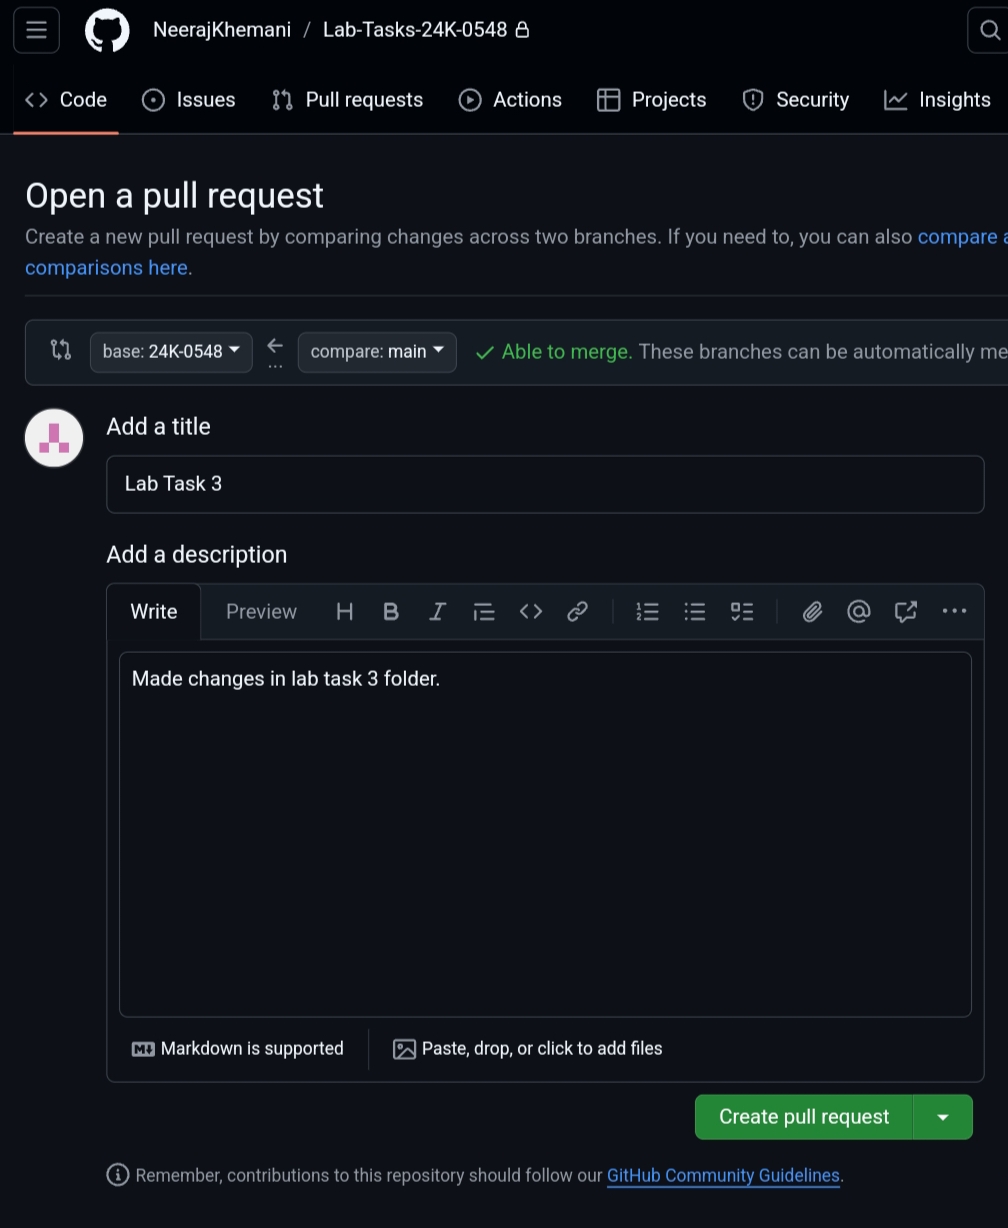 NeerajKhemani / Lab-Tasks-24K-0548
Code Issues Pull requests Actions Projects Security Insights
Open a pull request
Create a new pull request by comparing changes across two branches. If you need to, you can also compare a
comparisons here.
base: 24K-0548 ← compare: main ✓ Able to merge. These branches can be automatically me
...
Add a title
Lab Task 3
Add a description
Write Preview H B I
Made changes in lab task 3 folder.
Markdown is supported Paste, drop, or click to add files
Create pull request
Remember, contributions to this repository should follow our GitHub Community Guidelines.